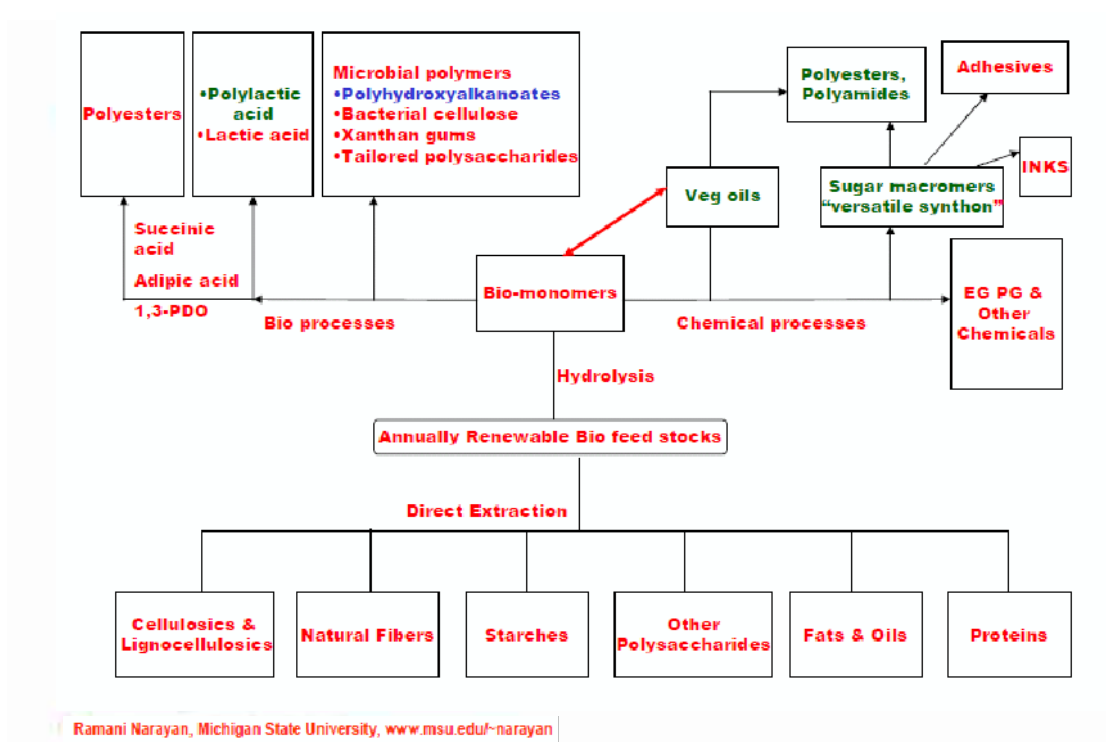 Polyesters
•Polylactic
acid
•Lactic acid
Microbial polymers
•Polyhydroxyalkanoates
•Bacterial cellulose
•Xanthan gums
•Tailored polysaccharides
Polyesters,
Polyamides
Adhesives
INKS
Veg oils
Sugar macromers
“versatile synthon”
Succinic
acid
Adipic acid
1,3-PDO
Bio processes
Bio-monomers
Chemical processes
EG PG &
Other
Chemicals
Hydrolysis
Annually Renewable Bio feed stocks
Direct Extraction
Cellulosics &
Lignocellulosics
Natural Fibers
Starches
Other
Polysaccharides
Fats & Oils
Proteins
Ramani Narayan, Michigan State University, www.msu.edu/~narayan